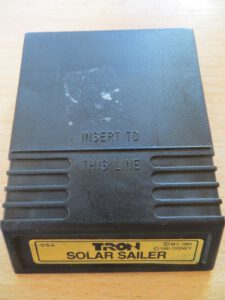 INSERT TO
THIS LINE
U.S.A. TRON © M.I. 1981
SOLAR SAILER © 1981 DISNEY